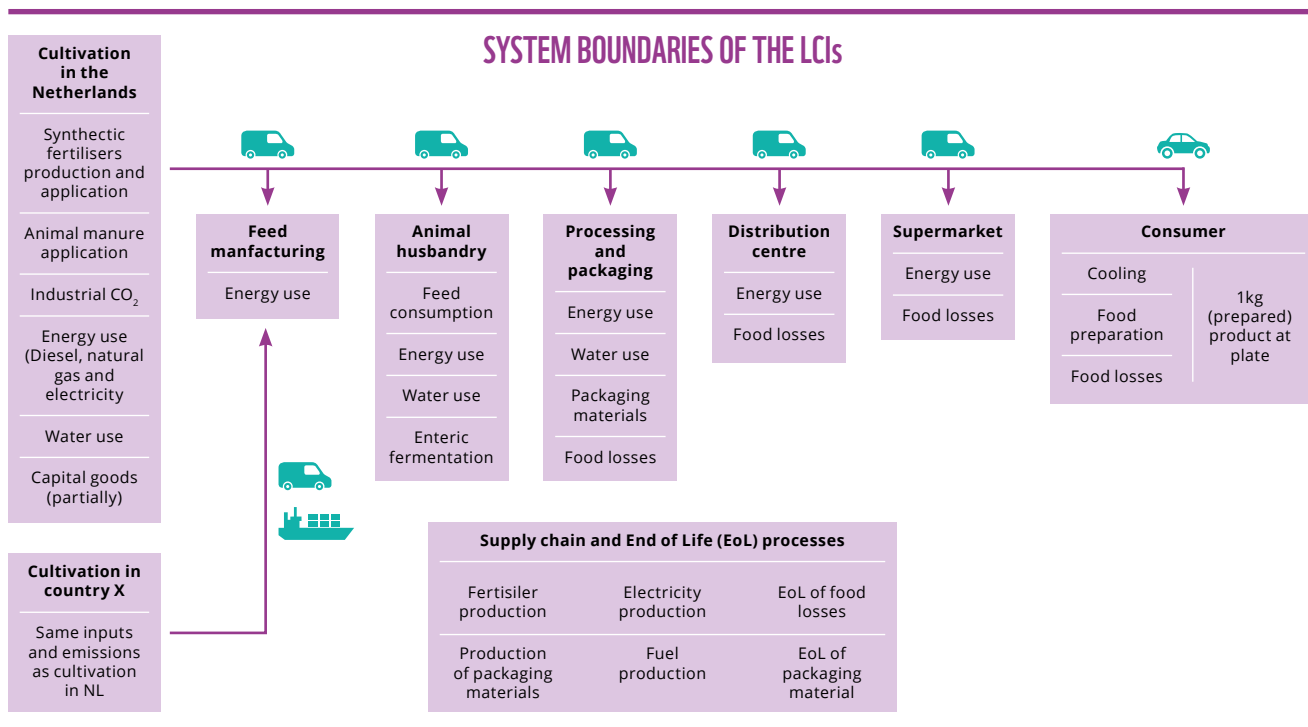 SYSTEM BOUNDARIES OF THE LCIs
Cultivation
in the
Netherlands
Synthectic
fertilisers
production and
application
Animal manure
application
Industrial CO₂
Energy use
(Diesel, natural
gas and
electricity
Water use
Capital goods
(partially)
Cultivation in
country X
Same inputs
and emissions
as cultivation
in NL
Feed
manfacturing
Energy use
Animal
husbandry
Feed
consumption
Energy use
Water use
Enteric
fermentation
Processing
and
packaging
Energy use
Water use
Packaging
materials
Food losses
Distribution
centre
Energy use
Food losses
Supermarket
Energy use
Food losses
Consumer
Cooling
Food
preparation
Food losses
1kg
(prepared)
product at
plate
Supply chain and End of Life (EoL) processes
Fertisiler
production
Electricity
production
EoL of food
losses
Production
of packaging
materials
Fuel
production
EoL of
packaging
material